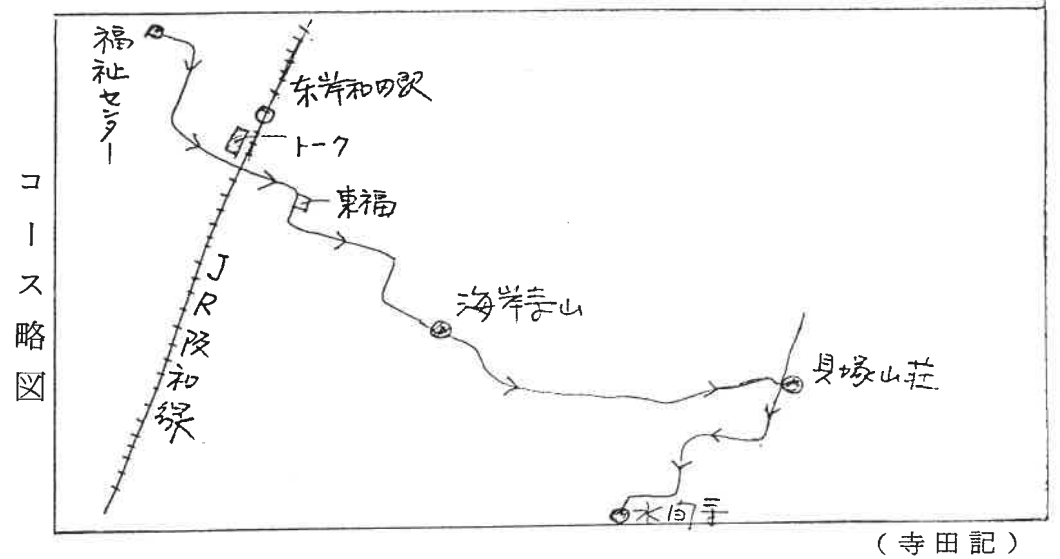 コース略図
福祉センター
东岸和田駅
トーク
東福
JR阪和線
海岸寺山
貝塚山荘
水間寺
(寺田記)